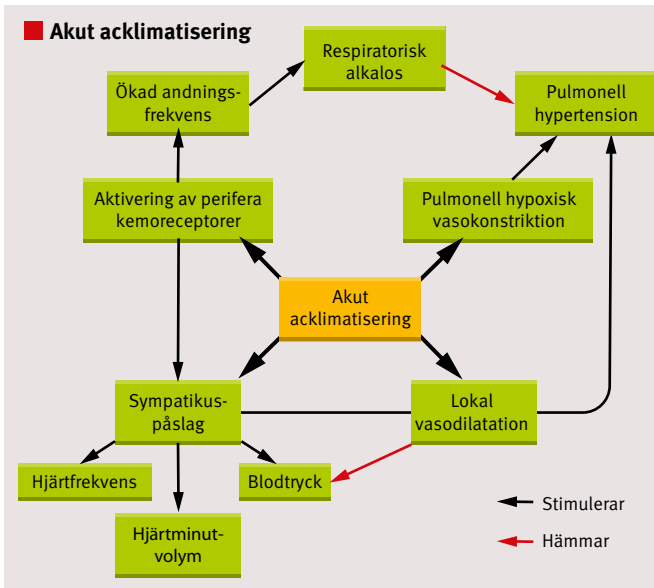 Akut acklimatisering
Respiratorisk
alkalos
Ökad andnings-
frekvens
Pulmonell
hypertension
Aktivering av perifera
kemoreceptorer
Pulmonell hypoxisk
vasokonstriktion
Akut
acklimatisering
Sympatikus-
påslag
Lokal
vasodilatation
Hjärtfrekvens
Blodtryck
Hjärtminut-
volym
Stimulerar
Hämmar